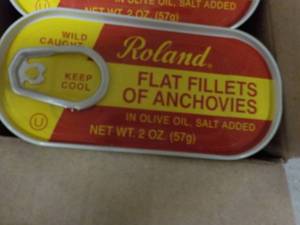 IN OLIVE OIL, SALT ADDED
NET WT. 2 OZ. (57g)
WILD
CAUGHT
Roland.
KEEP
COOL
FLAT FILLETS
OF ANCHOVIES
IN OLIVE OIL, SALT ADDED
NET WT. 2 OZ. (57g)
U